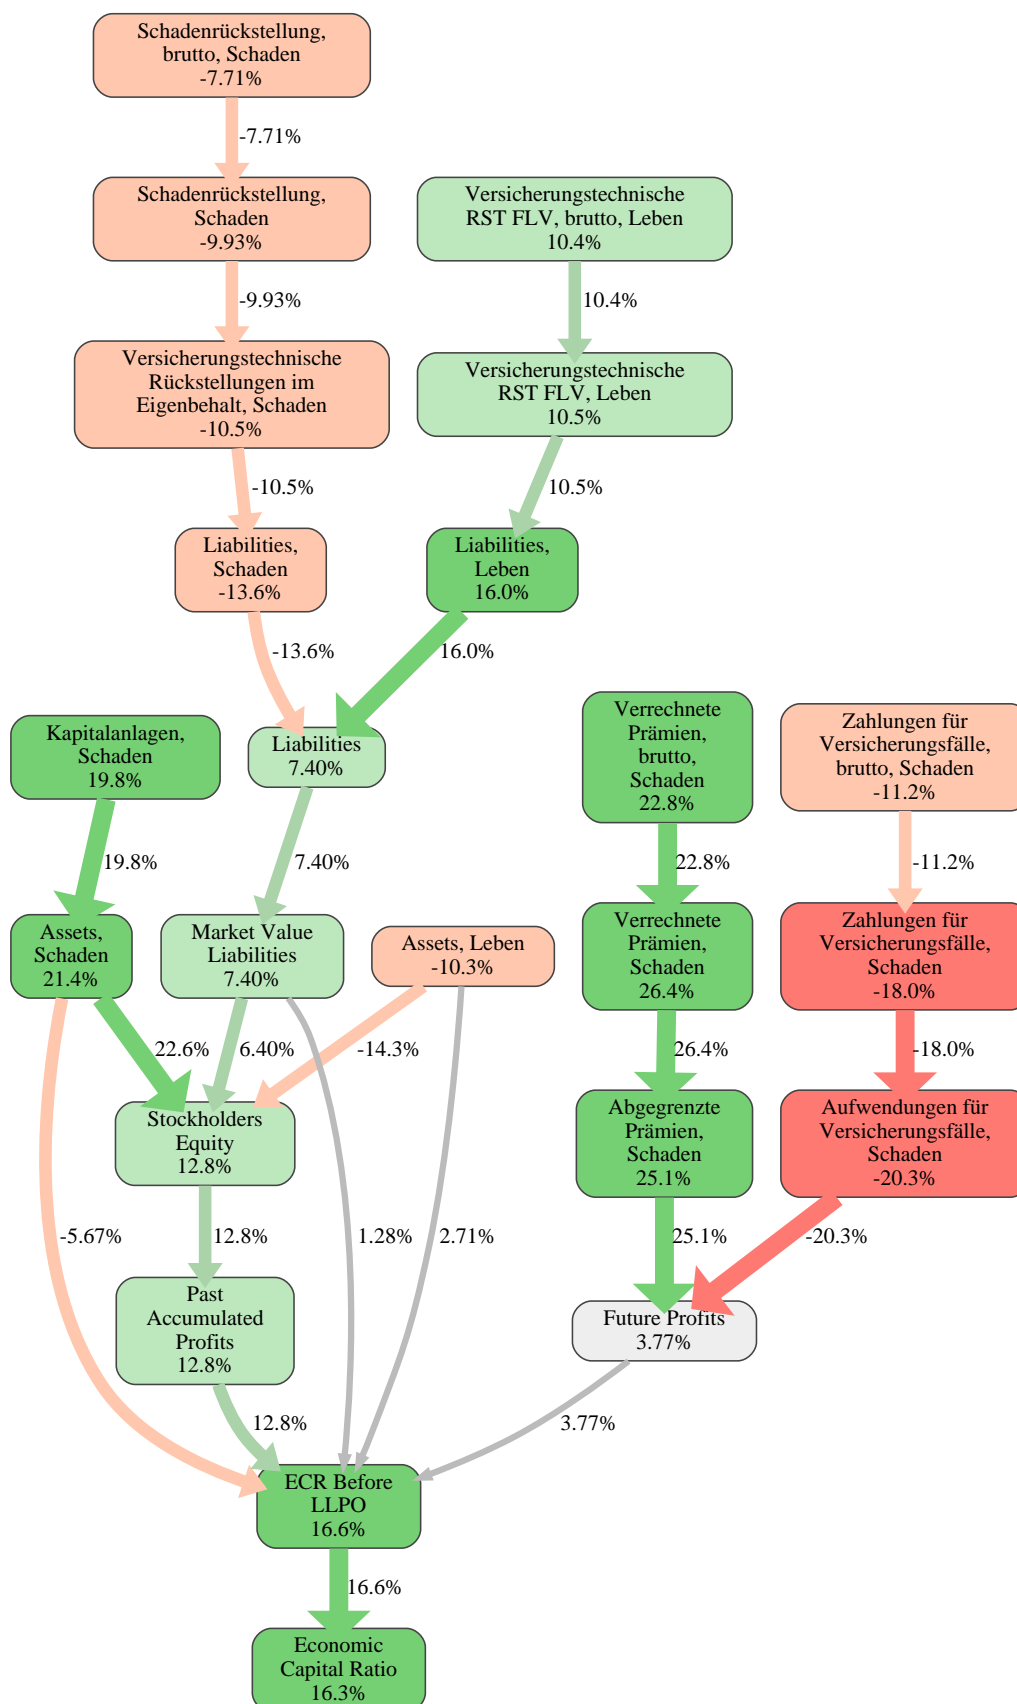 Schadenrückstellung,
brutto, Schaden
-7.71%
-7.71%
Schadenrückstellung,
Schaden
-9.93%
Versicherungstechnische
RST FLV, brutto, Leben
10.4%
-9.93%
10.4%
Versicherungstechnische
Rückstellungen im
Eigenbehalt, Schaden
-10.5%
Versicherungstechnische
RST FLV, Leben
10.5%
-10.5%
10.5%
Liabilities,
Schaden
-13.6%
Liabilities,
Leben
16.0%
-13.6%
16.0%
Kapitalanlagen,
Schaden
19.8%
Liabilities
7.40%
Verrechnete
Prämien,
brutto,
Schaden
22.8%
Zahlungen für
Versicherungsfälle,
brutto, Schaden
-11.2%
19.8%
7.40%
22.8%
-11.2%
Assets,
Schaden
21.4%
Market Value
Liabilities
7.40%
Assets, Leben
-10.3%
Verrechnete
Prämien,
Schaden
26.4%
Zahlungen für
Versicherungsfälle,
Schaden
-18.0%
22.6%
6.40%
-14.3%
26.4%
-18.0%
Stockholders
Equity
12.8%
Abgegrenzte
Prämien,
Schaden
25.1%
Aufwendungen für
Versicherungsfälle,
Schaden
-20.3%
-5.67%
12.8%
1.28%
2.71%
25.1%
-20.3%
Past
Accumulated
Profits
12.8%
Future Profits
3.77%
12.8%
3.77%
ECR Before
LLPO
16.6%
16.6%
Economic
Capital Ratio
16.3%